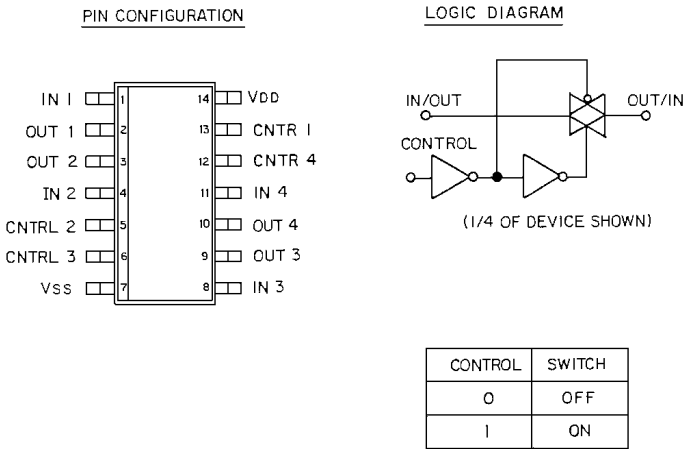 PIN CONFIGURATION
IN 1 1 14 VDD
OUT 1 2 13 CNTR 1
OUT 2 3 12 CNTR 4
IN 2 4 11 IN 4
CNTRL 2 5 10 OUT 4
CNTRL 3 6 9 OUT 3
VSS 7 8 IN 3
LOGIC DIAGRAM
IN/OUT OUT/IN
CONTROL
(1/4 OF DEVICE SHOWN)
CONTROL SWITCH
0 OFF
1 ON